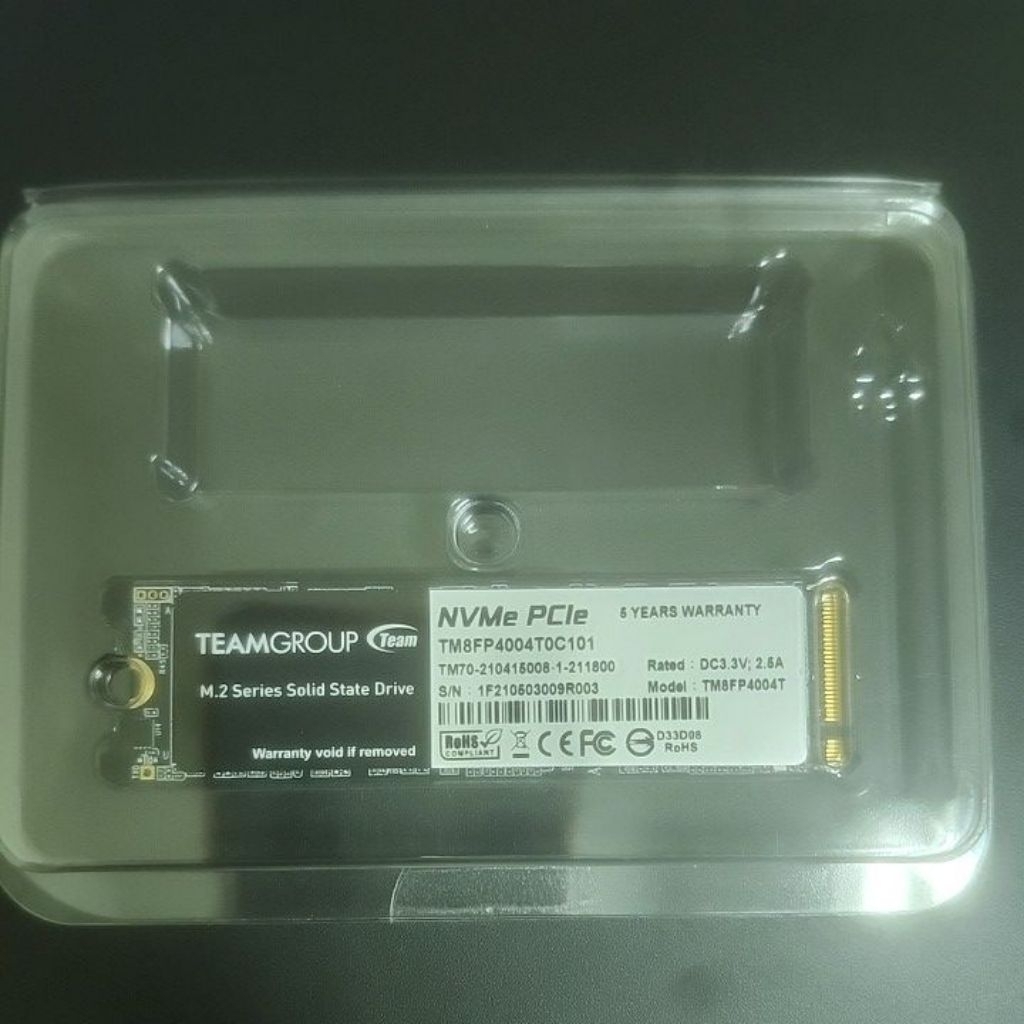 TEAMGROUP Team
M.2 Series Solid State Drive
Warranty void if removed
NVMe PCIe 5 YEARS WARRANTY
TM8FP4004T0C101
TM70-210415008-1-211800 Rated : DC3.3V; 2.5A
S/N : 1F210503009R003 Model : TM8FP4004T
RoHS
COMPLIANT
CE FC
D33D08
RoHS